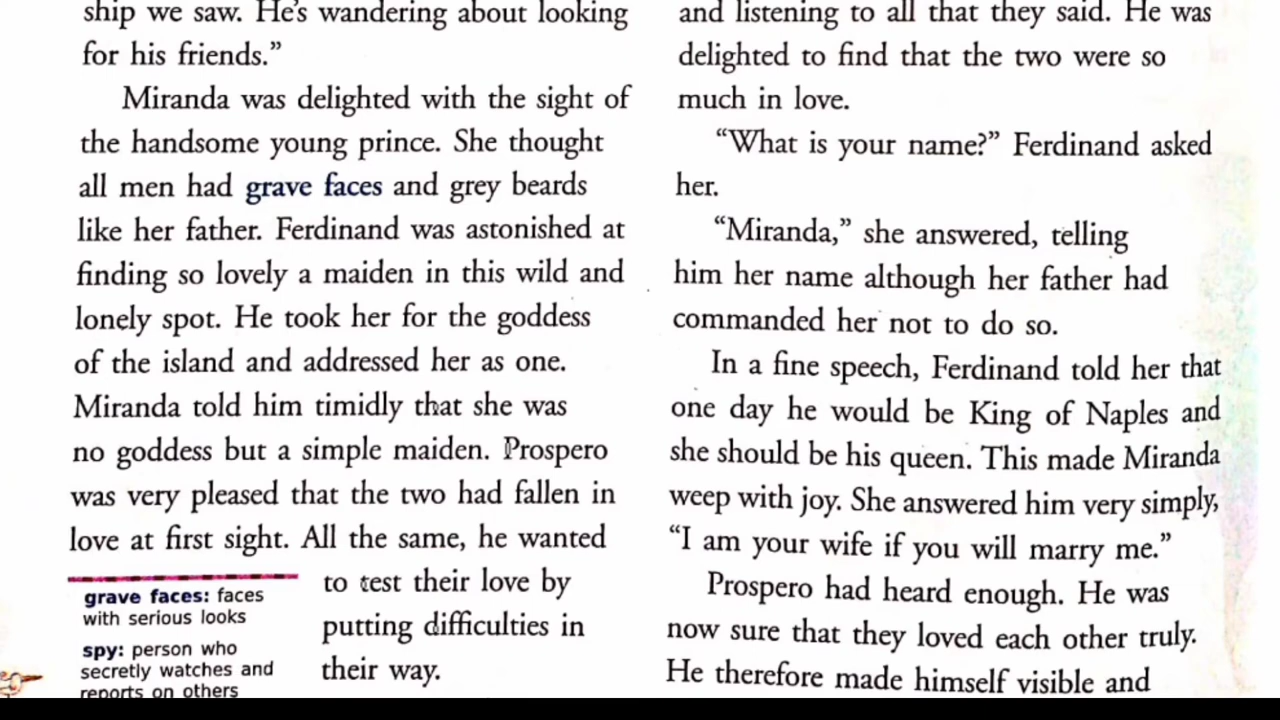 ship we saw. He's wandering about looking
for his friends.”
Miranda was delighted with the sight of
the handsome young prince. She thought
all men had grave faces and grey beards
like her father. Ferdinand was astonished at
finding so lovely a maiden in this wild and
lonely spot. He took her for the goddess
of the island and addressed her as one.
Miranda told him timidly that she was
no goddess but a simple maiden. Prospero
was very pleased that the two had fallen in
love at first sight. All the same, he wanted
to test their love by
putting difficulties in
their way.
grave faces: faces
with serious looks
spy: person who
secretly watches and
reports on others
and listening to all that they said. He was
delighted to find that the two were so
much in love.
“What is your name?” Ferdinand asked
her.
“Miranda,” she answered, telling
him her name although her father had
commanded her not to do so.
In a fine speech, Ferdinand told her that
one day he would be King of Naples and
she should be his queen. This made Miranda
weep with joy. She answered him very simply,
“I am your wife if you will marry me.”
Prospero had heard enough. He was
now sure that they loved each other truly.
He therefore made himself visible and